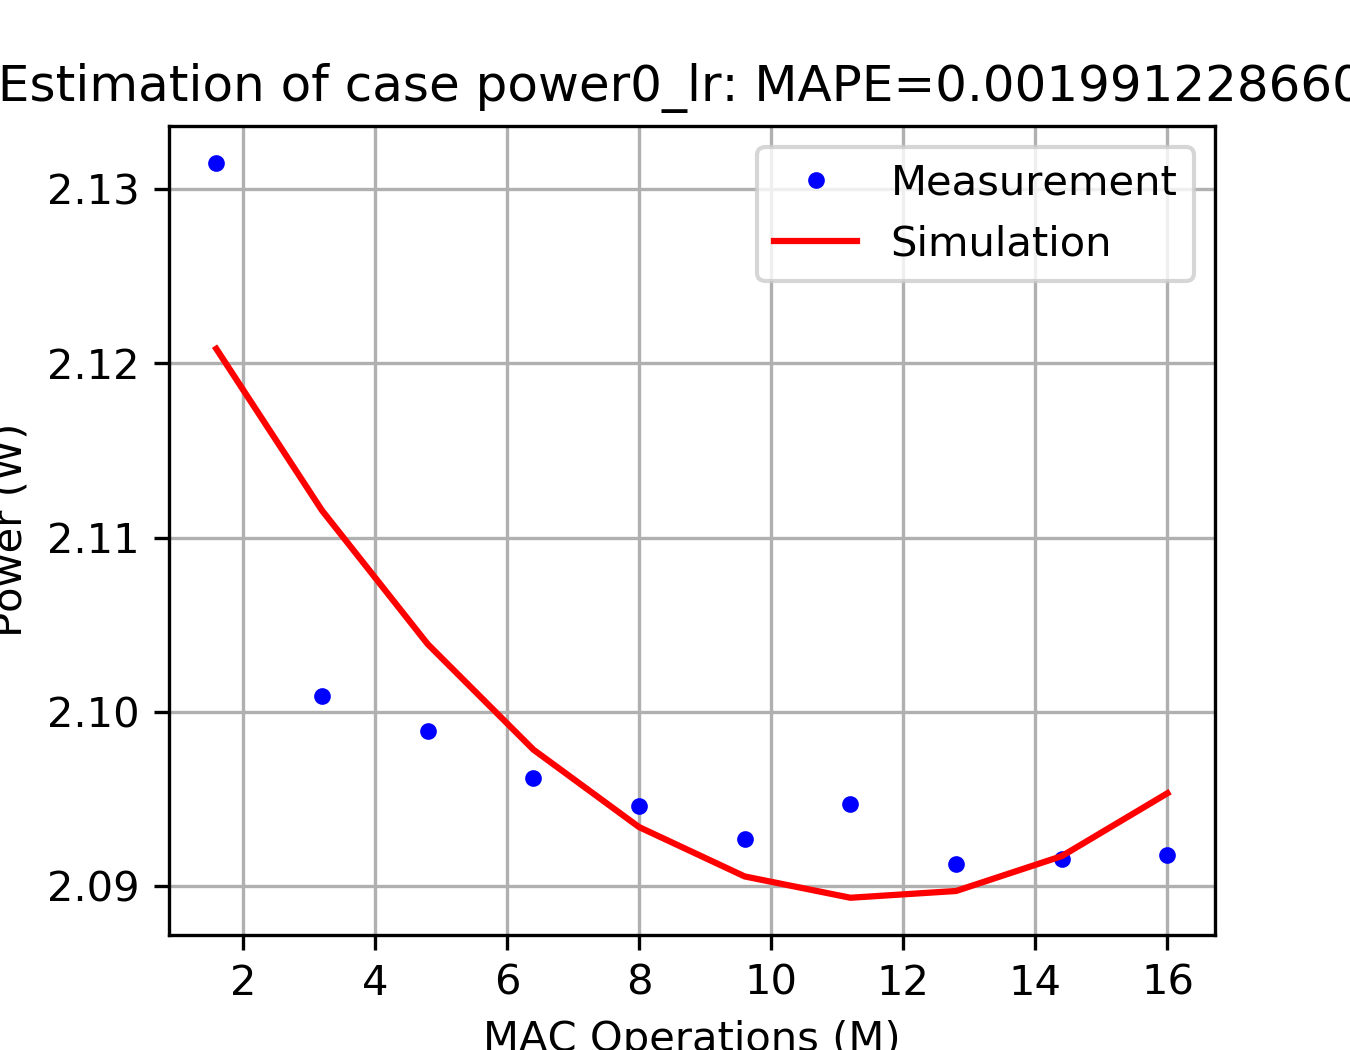 Estimation of case power0_lr: MAPE=0.001991228660
Measurement
Simulation
2.13
2.12
2.11
2.10
2.09
Power (W)
2 4 6 8 10 12 14 16
MAC Operations (M)